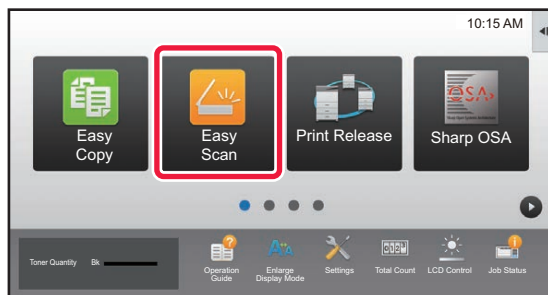 10:15 AM
Easy
Copy
Easy
Scan
Print Release
Sharp OSA
OSA
Toner Quantity Bk
Operation
Guide
Enlarge
Display Mode
Settings
Total Count
LCD Control
Job Status